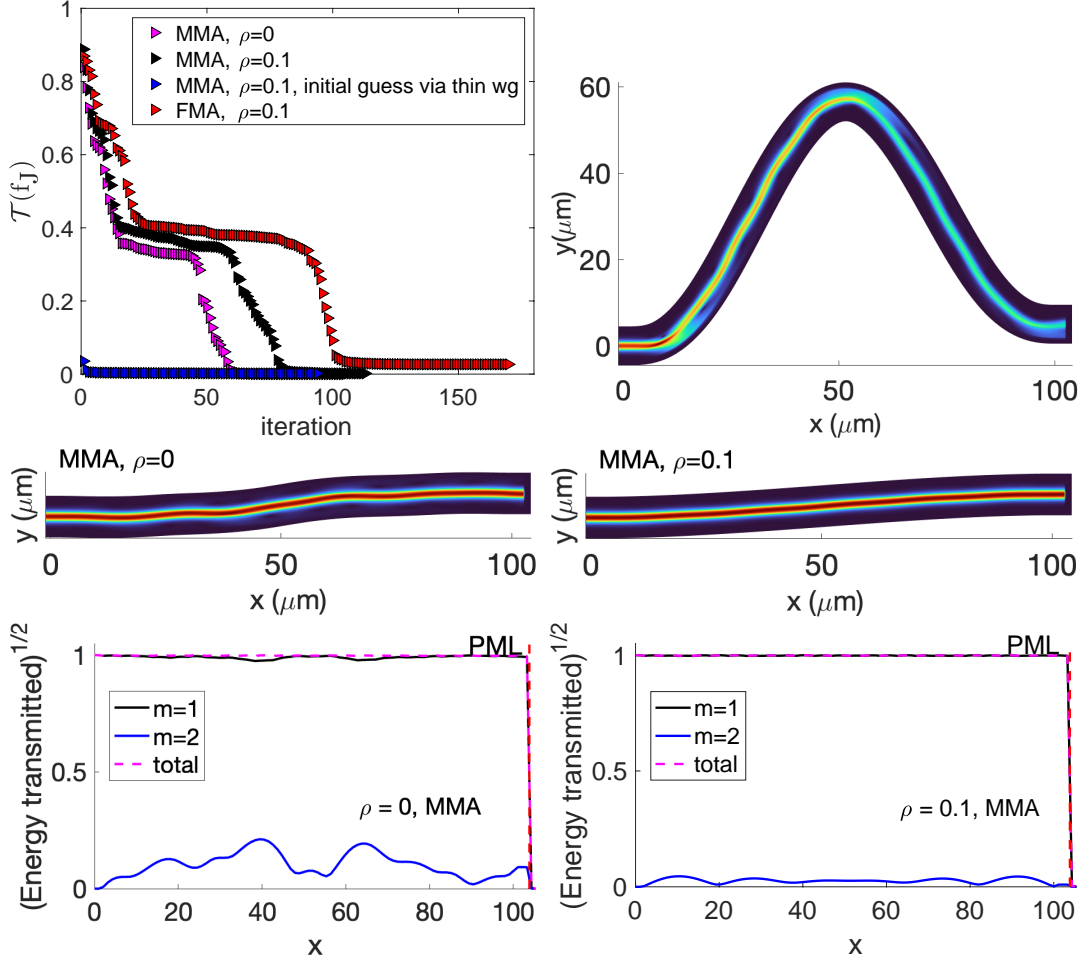 1
0.8
0.6
0.4
0.2
0
𝒯(f_J)
MMA, ρ=0
MMA, ρ=0.1
MMA, ρ=0.1, initial guess via thin wg
FMA, ρ=0.1
0 50 100 150
iteration
60
40
20
0
y(μm)
0 50 100
x (μm)
MMA, ρ=0
y (μm)
0 50 100
x (μm)
MMA, ρ=0.1
y (μm)
0 50 100
x (μm)
(Energy transmitted)^1/2
1
0.5
0
PML
m=1
m=2
total
ρ = 0, MMA
0 20 40 60 80 100
x
(Energy transmitted)^1/2
1
0.5
0
PML
m=1
m=2
total
ρ = 0.1, MMA
0 20 40 60 80 100
x